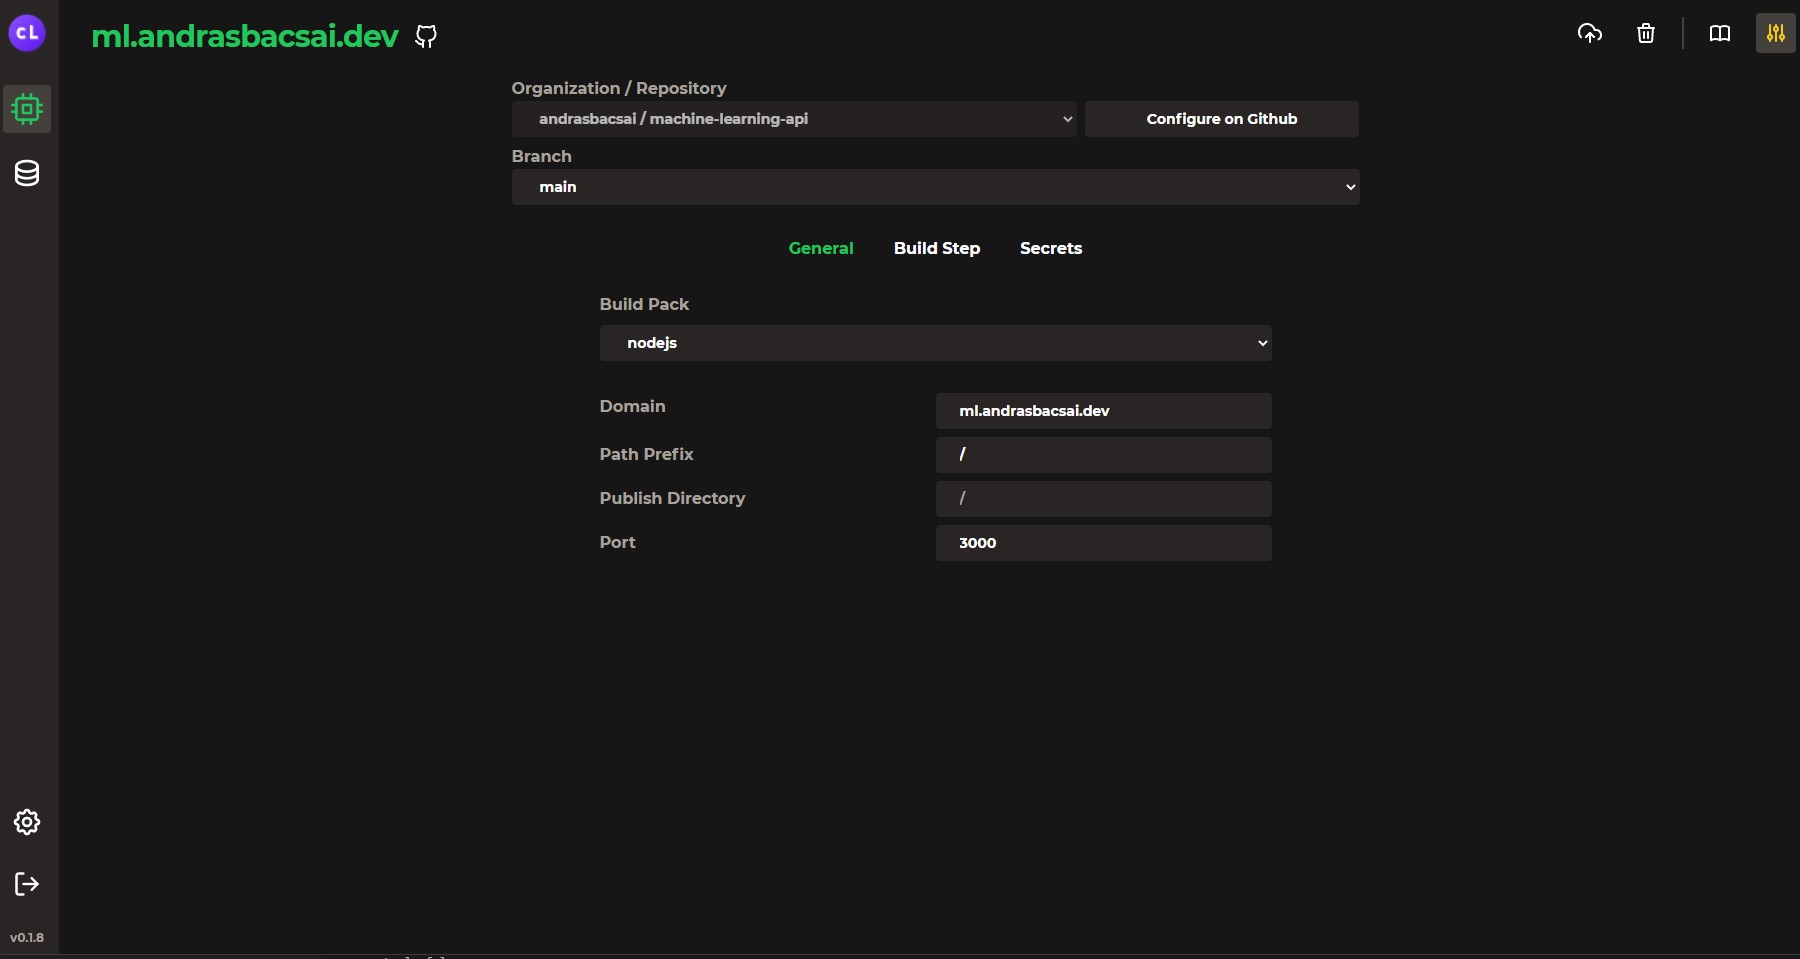 cL
ml.andrasbacsai.dev
Organization / Repository
andrasbacsai / machine-learning-api
Configure on Github
Branch
main
General Build Step Secrets
Build Pack
nodejs
Domain ml.andrasbacsai.dev
Path Prefix /
Publish Directory /
Port 3000
v0.1.8